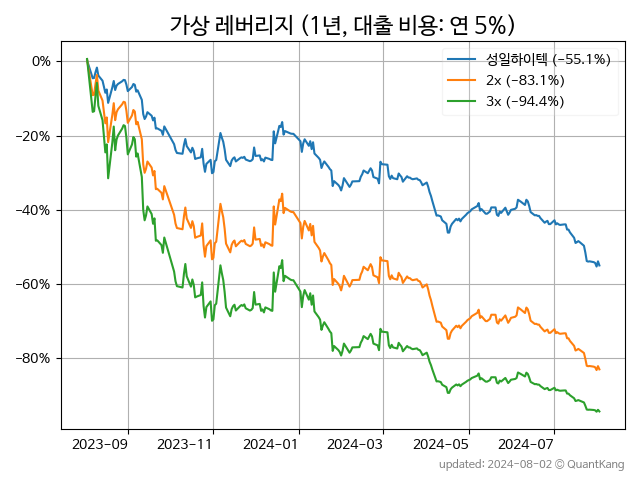 가상 레버리지 (1년, 대출 비용: 연 5%)
성일하이텍 (−55.1%)
2x (−83.1%)
3x (−94.4%)
0%
−20%
−40%
−60%
−80%
2023-09 2023-11 2024-01 2024-03 2024-05 2024-07
updated: 2024-08-02 © QuantKang